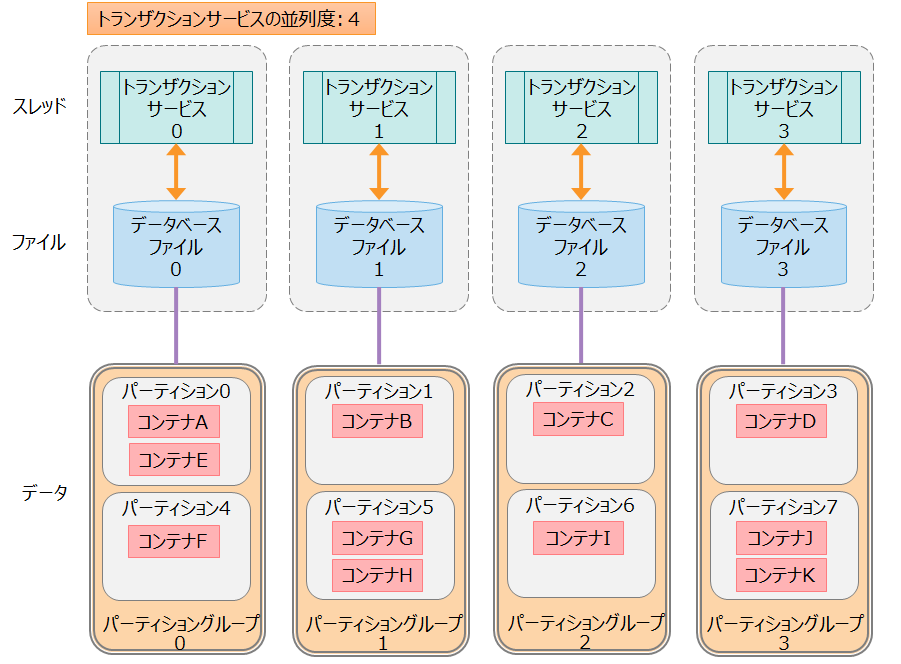 トランザクションサービスの並列度：4
スレッド
トランザクション
サービス
0
トランザクション
サービス
1
トランザクション
サービス
2
トランザクション
サービス
3
ファイル
データベース
ファイル
0
データベース
ファイル
1
データベース
ファイル
2
データベース
ファイル
3
データ
パーティション0
コンテナA
コンテナE
パーティション4
コンテナF
パーティショングループ
0
パーティション1
コンテナB
パーティション5
コンテナG
コンテナH
パーティショングループ
1
パーティション2
コンテナC
パーティション6
コンテナI
パーティショングループ
2
パーティション3
コンテナD
パーティション7
コンテナJ
コンテナK
パーティショングループ
3